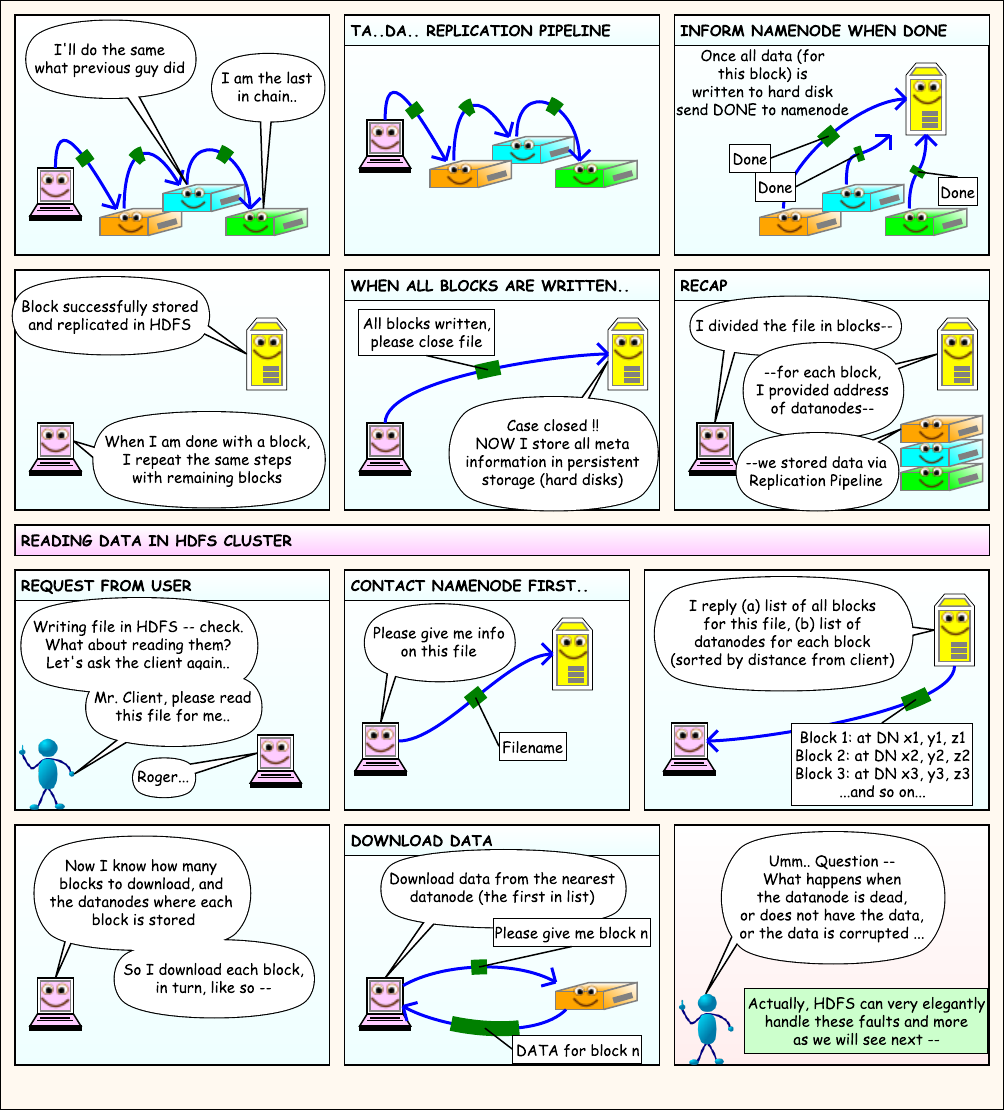 I'll do the same
what previous guy did
I am the last
in chain..
TA..DA.. REPLICATION PIPELINE
INFORM NAMENODE WHEN DONE
Once all data (for
this block) is
written to hard disk
send DONE to namenode
Done
Done
Done
Block successfully stored
and replicated in HDFS
When I am done with a block,
I repeat the same steps
with remaining blocks
WHEN ALL BLOCKS ARE WRITTEN..
All blocks written,
please close file
Case closed !!
NOW I store all meta
information in persistent
storage (hard disks)
RECAP
I divided the file in blocks--
--for each block,
I provided address
of datanodes--
--we stored data via
Replication Pipeline
READING DATA IN HDFS CLUSTER
REQUEST FROM USER
Writing file in HDFS -- check.
What about reading them?
Let's ask the client again..
Mr. Client, please read
this file for me..
Roger...
CONTACT NAMENODE FIRST..
Please give me info
on this file
Filename
I reply (a) list of all blocks
for this file, (b) list of
datanodes for each block
(sorted by distance from client)
Block 1: at DN x1, y1, z1
Block 2: at DN x2, y2, z2
Block 3: at DN x3, y3, z3
...and so on...
Now I know how many
blocks to download, and
the datanodes where each
block is stored
So I download each block,
in turn, like so --
DOWNLOAD DATA
Download data from the nearest
datanode (the first in list)
Please give me block n
DATA for block n
Umm.. Question --
What happens when
the datanode is dead,
or does not have the data,
or the data is corrupted ...
Actually, HDFS can very elegantly
handle these faults and more
as we will see next --